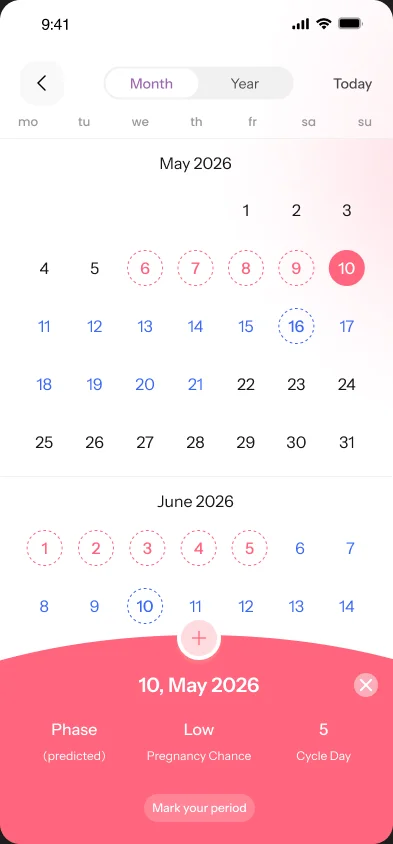 9:41
Month Year Today
mo tu we th fr sa su
May 2026
1 2 3
4 5 6 7 8 9 10
11 12 13 14 15 16 17
18 19 20 21 22 23 24
25 26 27 28 29 30 31
June 2026
1 2 3 4 5 6 7
8 9 10 11 12 13 14
10, May 2026
Phase Low 5
(predicted) Pregnancy Chance Cycle Day
Mark your period